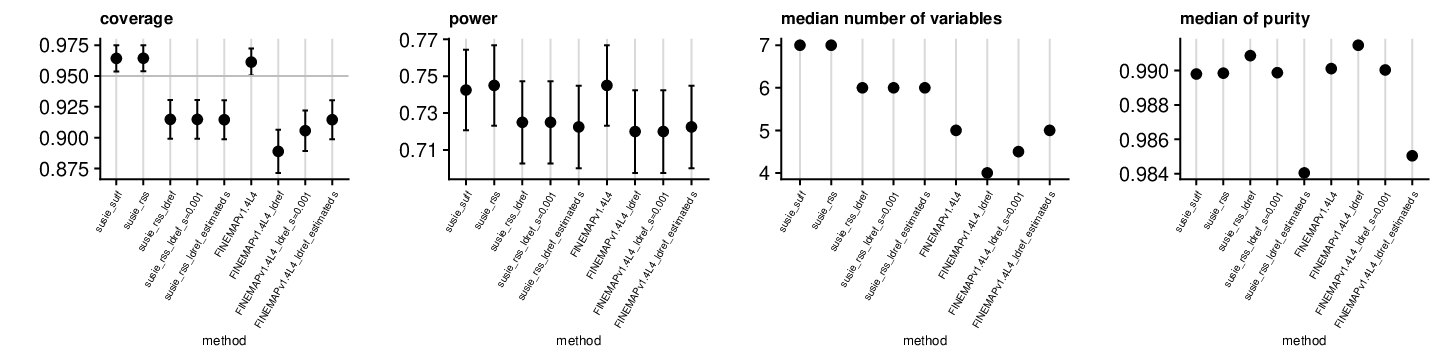 coverage
0.975
0.950
0.925
0.900
0.875
susie_suff
susie_rss
susie_rss_ldref
susie_rss_ldref_s=0.001
susie_rss_ldref_estimated s
FINEMAPv1.4L4
FINEMAPv1.4L4_ldref
FINEMAPv1.4L4_ldref_s=0.001
FINEMAPv1.4L4_ldref_estimated s
method
power
0.77
0.75
0.73
0.71
susie_suff
susie_rss
susie_rss_ldref
susie_rss_ldref_s=0.001
susie_rss_ldref_estimated s
FINEMAPv1.4L4
FINEMAPv1.4L4_ldref
FINEMAPv1.4L4_ldref_s=0.001
FINEMAPv1.4L4_ldref_estimated s
method
median number of variables
7
6
5
4
susie_suff
susie_rss
susie_rss_ldref
susie_rss_ldref_s=0.001
susie_rss_ldref_estimated s
FINEMAPv1.4L4
FINEMAPv1.4L4_ldref
FINEMAPv1.4L4_ldref_s=0.001
FINEMAPv1.4L4_ldref_estimated s
method
median of purity
0.990
0.988
0.986
0.984
susie_suff
susie_rss
susie_rss_ldref
susie_rss_ldref_s=0.001
susie_rss_ldref_estimated s
FINEMAPv1.4L4
FINEMAPv1.4L4_ldref
FINEMAPv1.4L4_ldref_s=0.001
FINEMAPv1.4L4_ldref_estimated s
method